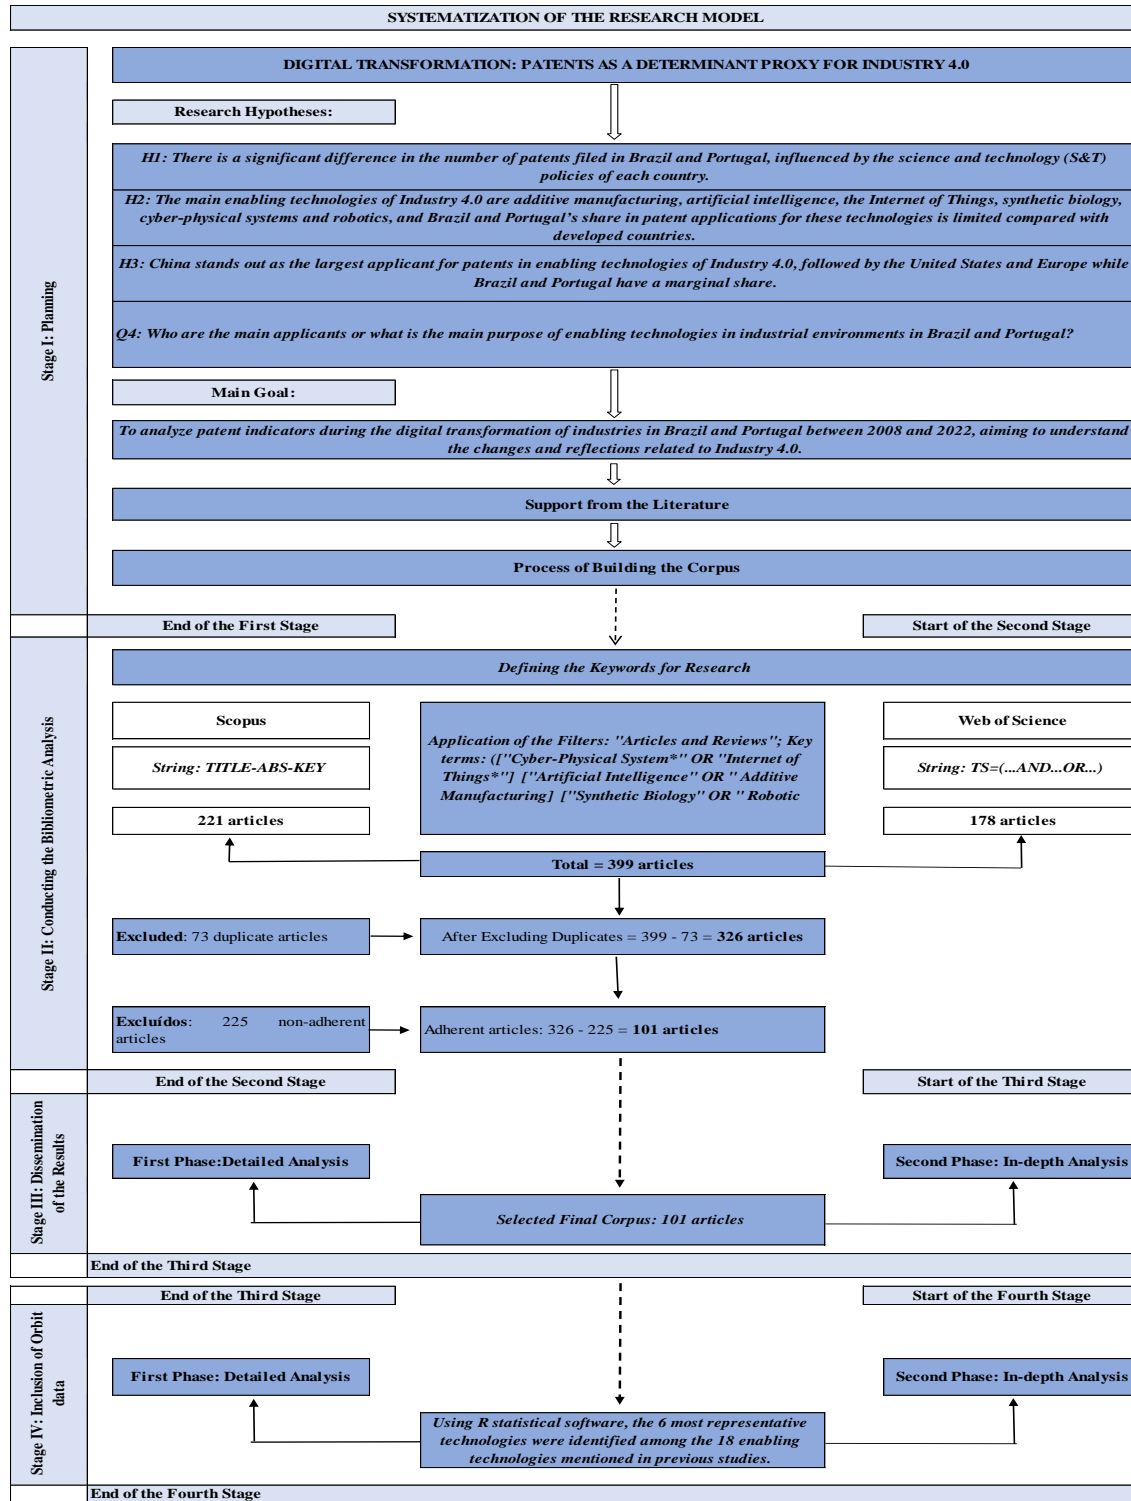 SYSTEMATIZATION OF THE RESEARCH MODEL
Stage I: Planning
DIGITAL TRANSFORMATION: PATENTS AS A DETERMINANT PROXY FOR INDUSTRY 4.0
Research Hypotheses:
H1: There is a significant difference in the number of patents filed in Brazil and Portugal, influenced by the science and technology (S&T)
policies of each country.
H2: The main enabling technologies of Industry 4.0 are additive manufacturing, artificial intelligence, the Internet of Things, synthetic biology,
cyber-physical systems and robotics, and Brazil and Portugal's share in patent applications for these technologies is limited compared with
developed countries.
H3: China stands out as the largest applicant for patents in enabling technologies of Industry 4.0, followed by the United States and Europe while
Brazil and Portugal have a marginal share.
Q4: Who are the main applicants or what is the main purpose of enabling technologies in industrial environments in Brazil and Portugal?
Main Goal:
To analyze patent indicators during the digital transformation of industries in Brazil and Portugal between 2008 and 2022, aiming to understand
the changes and reflections related to Industry 4.0.
Support from the Literature
Process of Building the Corpus
End of the First Stage
Start of the Second Stage
Stage II: Conducting the Bibliometric Analysis
Defining the Keywords for Research
Scopus
String: TITLE-ABS-KEY
221 articles
Application of the Filters: "Articles and Reviews"; Key
terms: (["Cyber-Physical System*" OR "Internet of
Things*"] ["Artificial Intelligence" OR " Additive
Manufacturing] ["Synthetic Biology" OR " Robotic
Web of Science
String: TS=(...AND...OR...)
178 articles
Total = 399 articles
Excluded: 73 duplicate articles
After Excluding Duplicates = 399 - 73 = 326 articles
Excluídos: 225 non-adherent
articles
Adherent articles: 326 - 225 = 101 articles
End of the Second Stage
Start of the Third Stage
Stage III: Dissemination
of the Results
First Phase:Detailed Analysis
Second Phase: In-depth Analysis
Selected Final Corpus: 101 articles
End of the Third Stage
End of the Third Stage
Start of the Fourth Stage
Stage IV: Inclusion of Orbit
data
First Phase: Detailed Analysis
Second Phase: In-depth Analysis
Using R statistical software, the 6 most representative
technologies were identified among the 18 enabling
technologies mentioned in previous studies.
End of the Fourth Stage